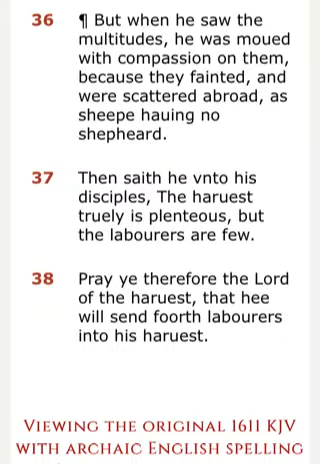 36 ¶ But when he saw the
multitudes, he was moued
with compassion on them,
because they fainted, and
were scattered abroad, as
sheepe hauing no
shepheard.
37 Then saith he vnto his
disciples, The haruest
truely is plenteous, but
the labourers are few.
38 Pray ye therefore the Lord
of the haruest, that hee
will send foorth labourers
into his haruest.
Viewing the original 1611 KJV
with archaic English spelling